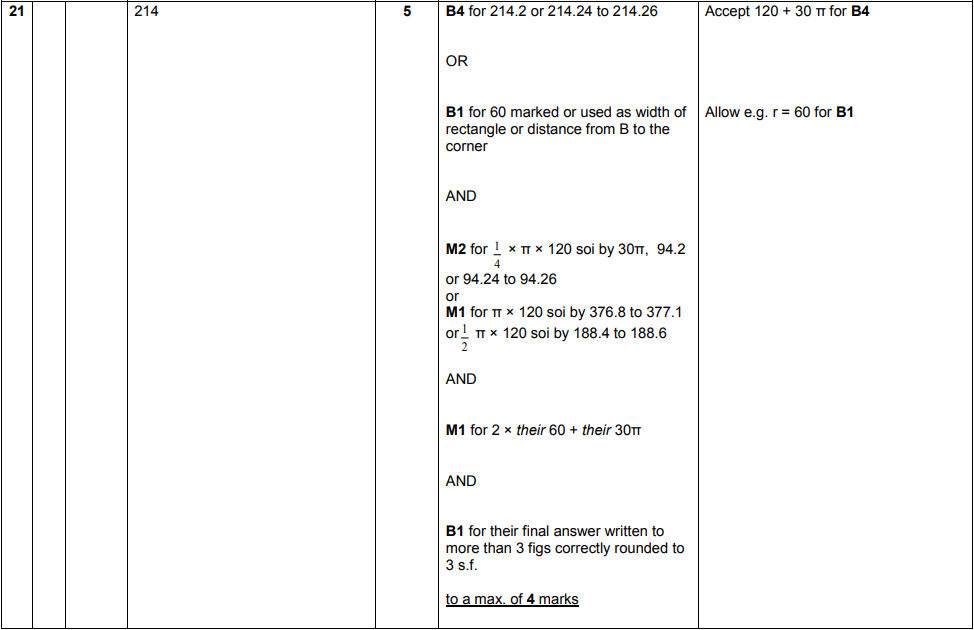 21 214 5 B4 for 214.2 or 214.24 to 214.26 Accept 120 + 30 π for B4
OR
B1 for 60 marked or used as width of Allow e.g. r = 60 for B1
rectangle or distance from B to the
corner
AND
M2 for 1/4 × π × 120 soi by 30π, 94.2
or 94.24 to 94.26
or
M1 for π × 120 soi by 376.8 to 377.1
or 1/2 π × 120 soi by 188.4 to 188.6
AND
M1 for 2 × their 60 + their 30π
AND
B1 for their final answer written to
more than 3 figs correctly rounded to
3 s.f.
to a max. of 4 marks